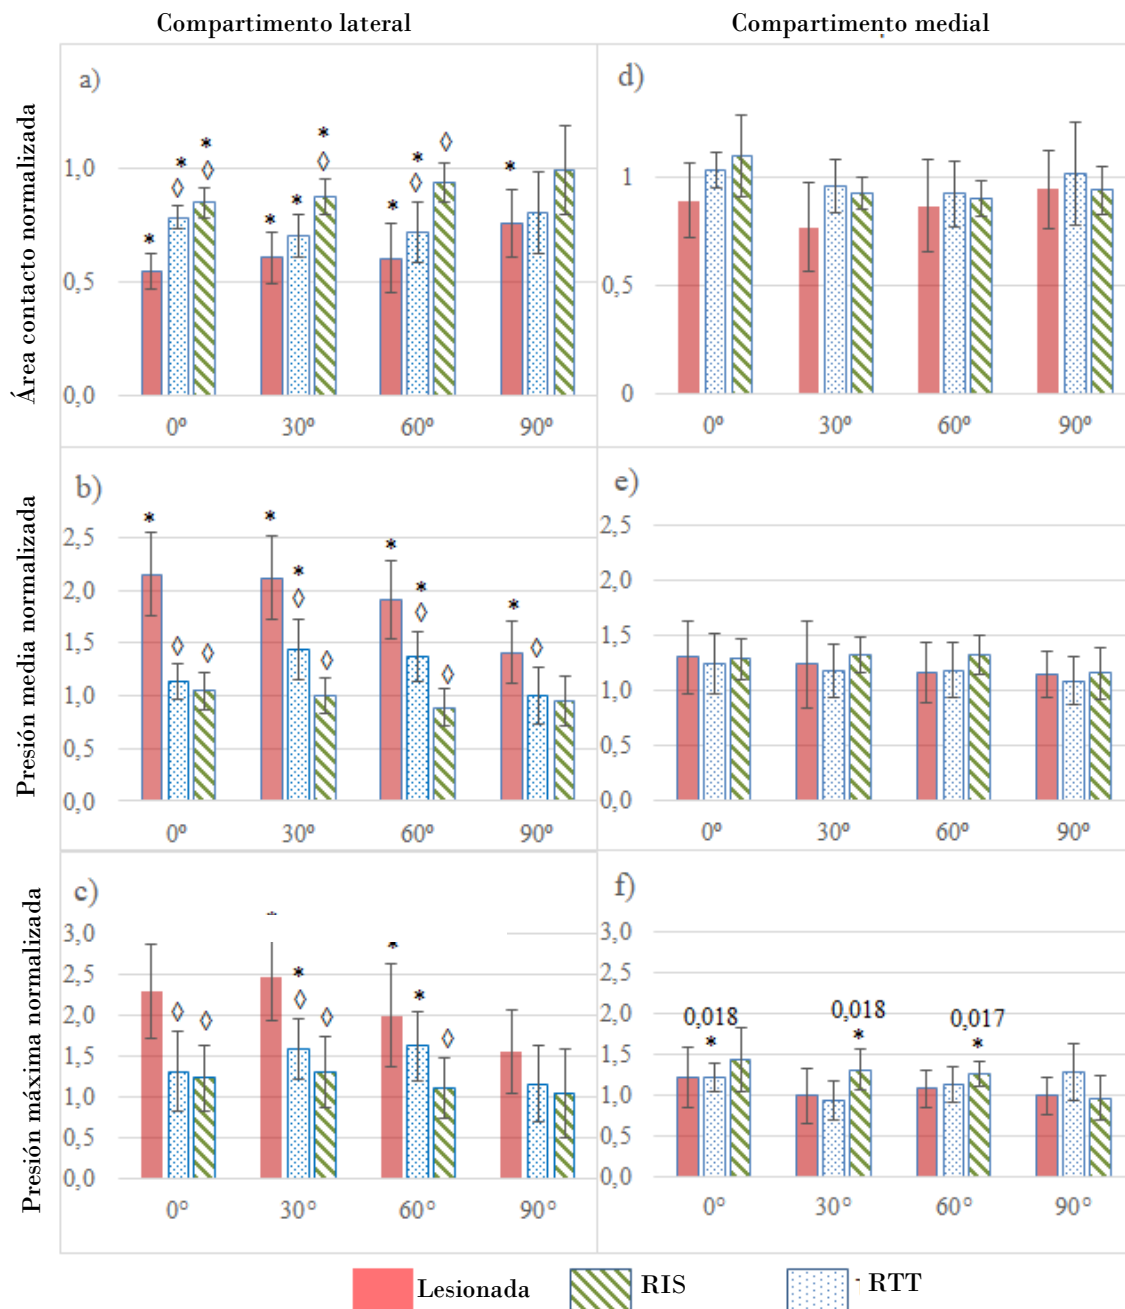 Compartimento lateral
Compartimento medial
Área contacto normalizada
a)
* * *
◊ ◊
* * *
◊
* * *
◊ ◊
*
1,0
0,5
0,0
0º 30º 60º 90º
d)
1
0,5
0
0º 30º 60º 90º
Presión media normalizada
b)
* ◊ ◊
* * ◊ ◊
* * ◊ ◊
* ◊
2,5
2,0
1,5
1,0
0,5
0,0
0º 30º 60º 90º
e)
2,5
2,0
1,5
1,0
0,5
0,0
0º 30º 60º 90º
Presión máxima normalizada
c)
◊ ◊
* * ◊ ◊
* * ◊
3,0
2,5
2,0
1,5
1,0
0,5
0,0
0º 30º 60º 90º
f)
3,0
2,5
2,0
1,5
1,0
0,5
0,0
0,018
*
0,018
*
0,017
*
0º 30º 60º 90º
Lesionada
RIS
RTT